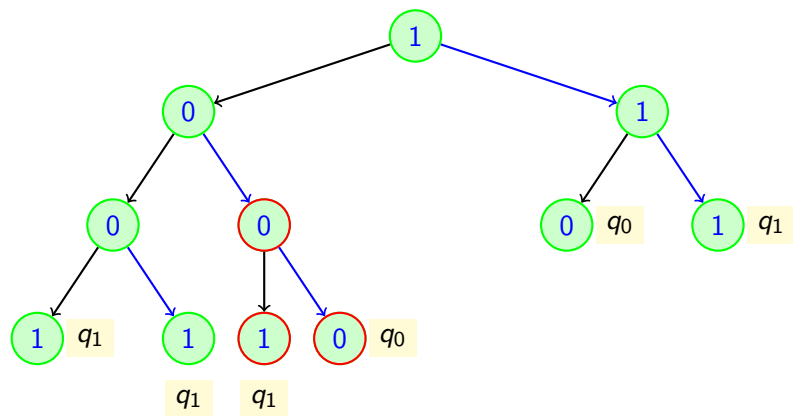 1
0 1
0 0 0 q₀ 1 q₁
1 q₁ 1 1 0 q₀
q₁ q₁